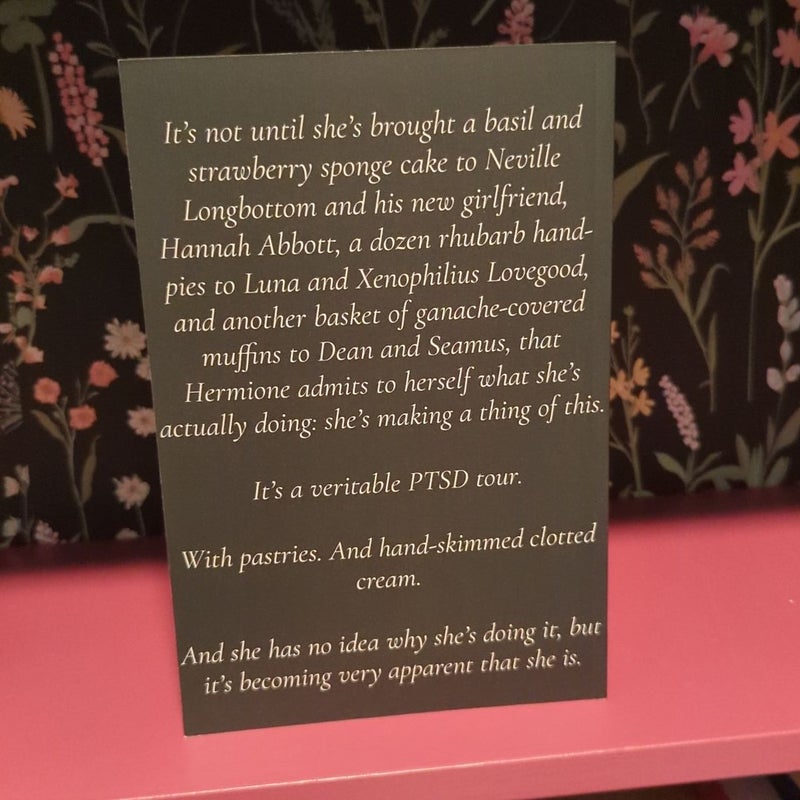 It's not until she's brought a basil and
strawberry sponge cake to Neville
Longbottom and his new girlfriend,
Hannah Abbott, a dozen rhubarb hand-
pies to Luna and Xenophilius Lovegood,
and another basket of ganache-covered
muffins to Dean and Seamus, that
Hermione admits to herself what she's
actually doing: she's making a thing of this.
It's a veritable PTSD tour.
With pastries. And hand-skimmed clotted
cream.
And she has no idea why she's doing it, but
it's becoming very apparent that she is.